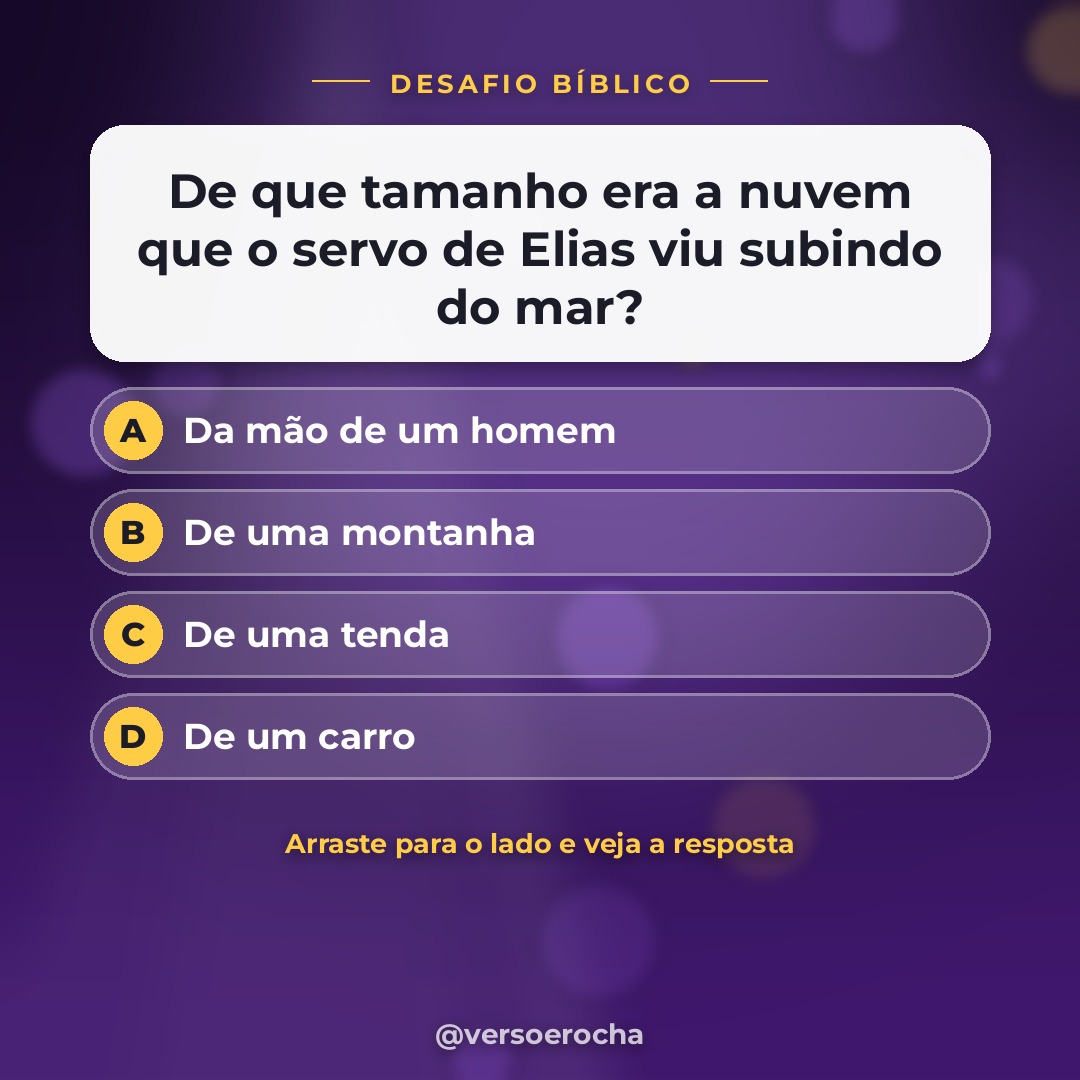 DESAFIO BÍBLICO
De que tamanho era a nuvem
que o servo de Elias viu subindo
do mar?
A Da mão de um homem
B De uma montanha
C De uma tenda
D De um carro
Arraste para o lado e veja a resposta
@versoerocha